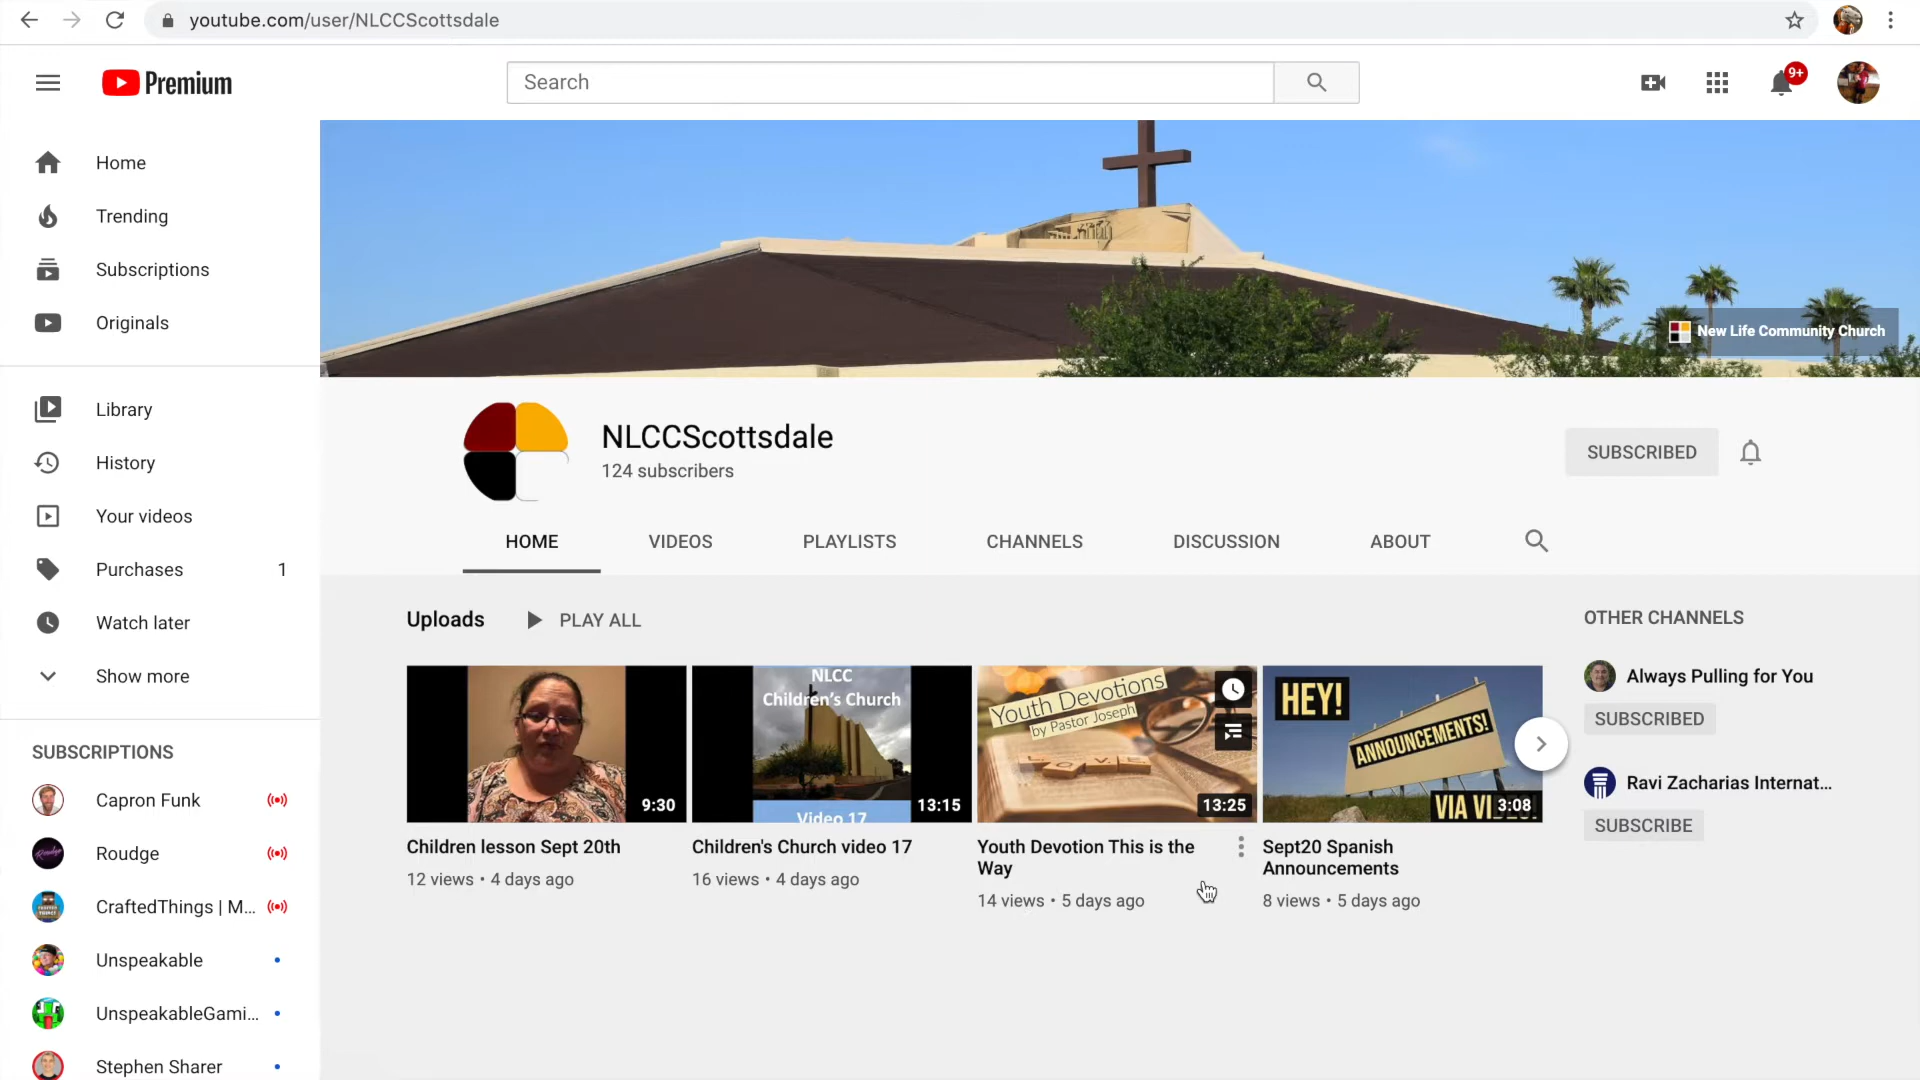 youtube.com/user/NLCCScottsdale
Premium
Search
9+
Home
Trending
Subscriptions
Originals
Library
History
Your videos
Purchases 1
Watch later
Show more
SUBSCRIPTIONS
Capron Funk
Roudge
CraftedThings | M...
Unspeakable
UnspeakableGami...
Stephen Sharer
New Life Community Church
NLCCScottsdale
124 subscribers
SUBSCRIBED
HOME VIDEOS PLAYLISTS CHANNELS DISCUSSION ABOUT
Uploads PLAY ALL
9:30
Children lesson Sept 20th
12 views • 4 days ago
NLCC
Children's Church
Video 17
13:15
Children's Church video 17
16 views • 4 days ago
Youth Devotions
by Pastor Joseph
LOVE
13:25
Youth Devotion This is the
Way
14 views • 5 days ago
HEY!
ANNOUNCEMENTS!
VIA
3:08
Sept20 Spanish
Announcements
8 views • 5 days ago
OTHER CHANNELS
Always Pulling for You
SUBSCRIBED
Ravi Zacharias Internat...
SUBSCRIBE